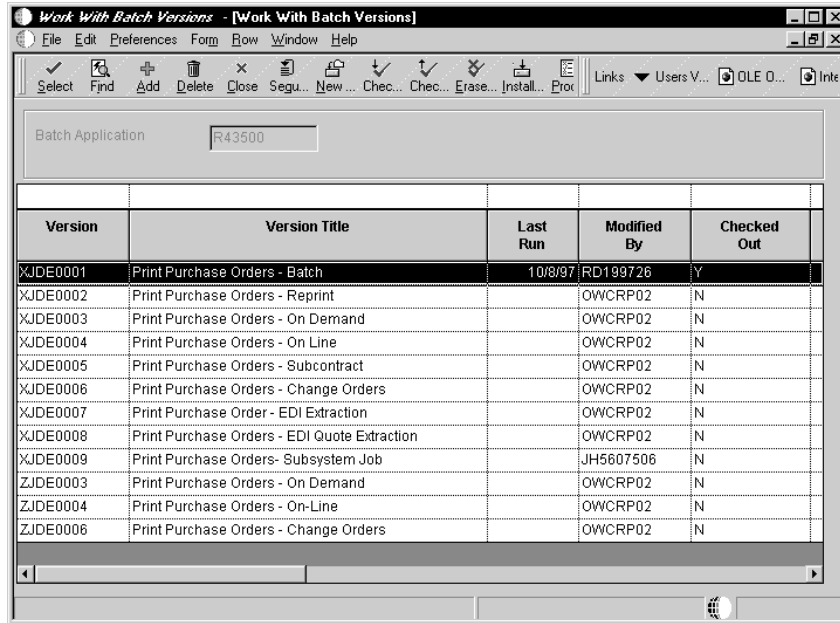 Work With Batch Versions - [Work With Batch Versions]
File Edit Preferences Form Row Window Help
Select Find Add Delete Close Sequ... New ... Chec... Chec... Erase... Install... Proc Links Users V... OLE O... Inte
Batch Application R43500
Version Version Title Last Run Modified By Checked Out
XJDE0001 Print Purchase Orders - Batch 10/8/97 RD199726 Y
XJDE0002 Print Purchase Orders - Reprint OWCRP02 N
XJDE0003 Print Purchase Orders - On Demand OWCRP02 N
XJDE0004 Print Purchase Orders - On Line OWCRP02 N
XJDE0005 Print Purchase Orders - Subcontract OWCRP02 N
XJDE0006 Print Purchase Orders - Change Orders OWCRP02 N
XJDE0007 Print Purchase Order - EDI Extraction OWCRP02 N
XJDE0008 Print Purchase Orders - EDI Quote Extraction OWCRP02 N
XJDE0009 Print Purchase Orders- Subsystem Job JH5607506 N
ZJDE0003 Print Purchase Orders - On Demand OWCRP02 N
ZJDE0004 Print Purchase Orders - On-Line OWCRP02 N
ZJDE0006 Print Purchase Orders - Change Orders OWCRP02 N